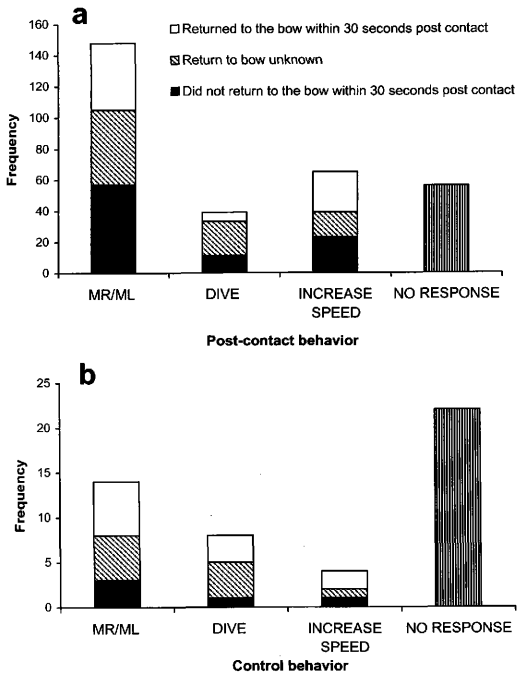 a
Returned to the bow within 30 seconds post contact
Return to bow unknown
Did not return to the bow within 30 seconds post contact
160
140
120
100
80
60
40
20
0
Frequency
MR/ML
DIVE
INCREASE
SPEED
NO RESPONSE
Post-contact behavior
b
25
20
15
10
5
0
Frequency
MR/ML
DIVE
INCREASE
SPEED
NO RESPONSE
Control behavior